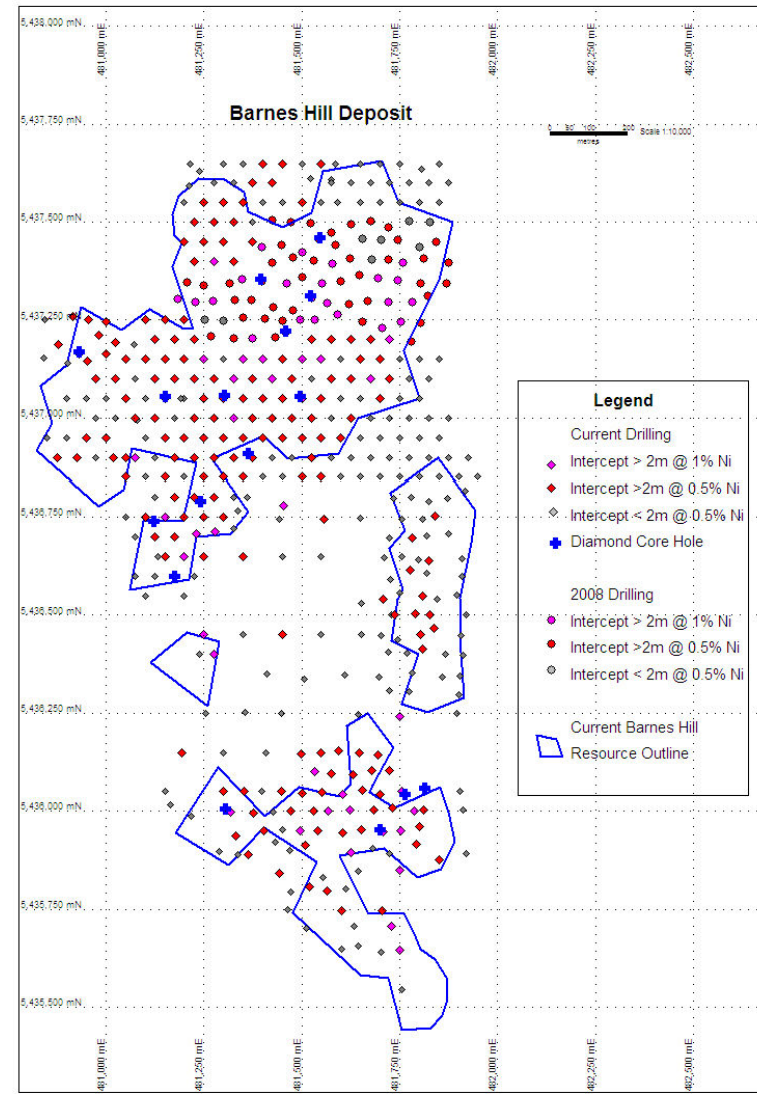 5,438,000 mN
481,000 mE
481,250 mE
481,500 mE
481,750 mE
482,000 mE
482,250 mE
482,500 mE
5,437,750 mN
Barnes Hill Deposit
0 50 100 200 Scale 1:10,000
metres
5,437,500 mN
5,437,250 mN
5,437,000 mN
5,436,750 mN
5,436,500 mN
5,436,250 mN
5,436,000 mN
5,435,750 mN
5,435,500 mN
Legend
Current Drilling
Intercept > 2m @ 1% Ni
Intercept >2m @ 0.5% Ni
Intercept < 2m @ 0.5% Ni
Diamond Core Hole
2008 Drilling
Intercept > 2m @ 1% Ni
Intercept >2m @ 0.5% Ni
Intercept < 2m @ 0.5% Ni
Current Barnes Hill
Resource Outline
481,000 mE
481,250 mE
481,500 mE
481,750 mE
482,000 mE
482,250 mE
482,500 mE